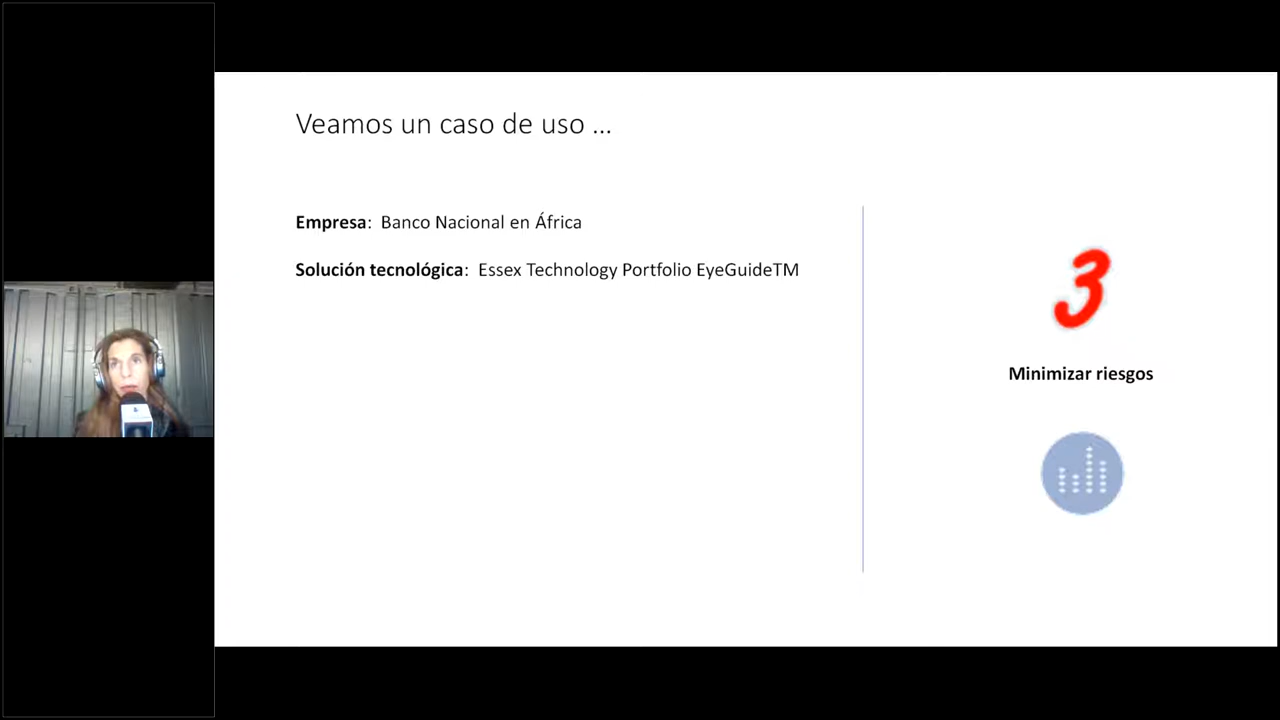 Veamos un caso de uso ...
Empresa: Banco Nacional en África
Solución tecnológica: Essex Technology Portfolio EyeGuideTM
3
Minimizar riesgos